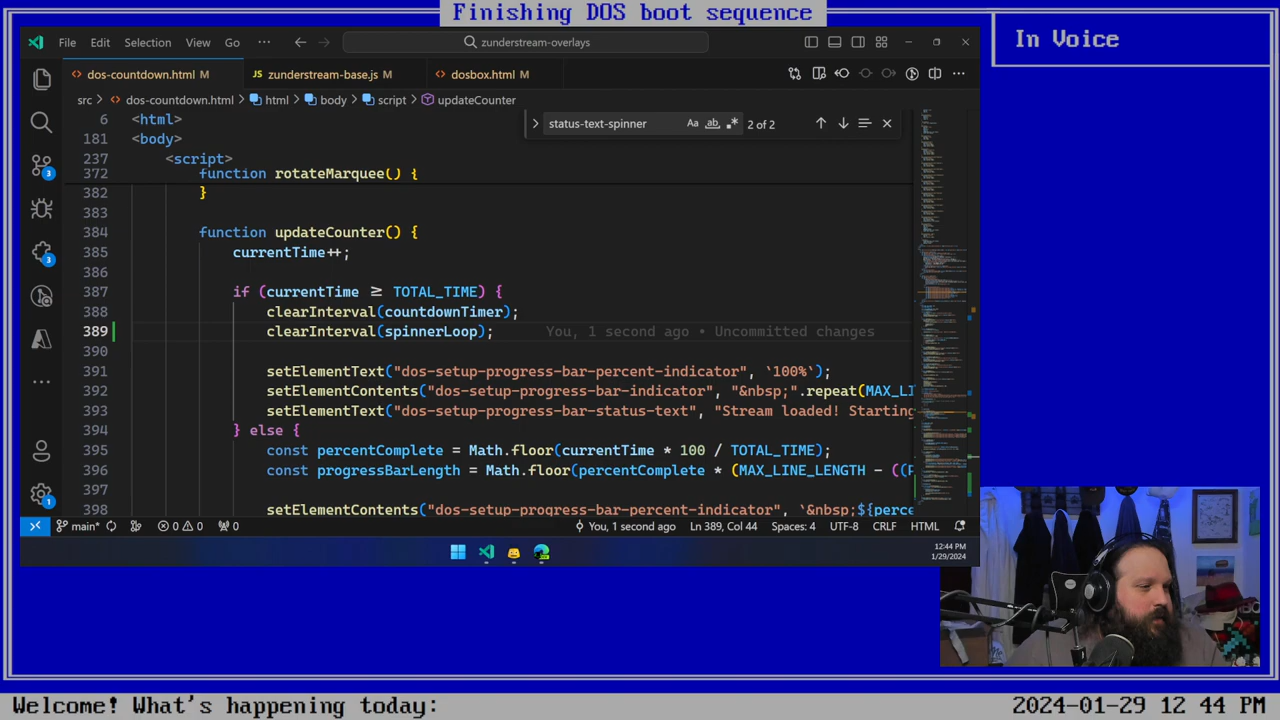 Finishing DOS boot sequence
In Voice
File Edit Selection View Go ··· zunderstream-overlays
dos-countdown.html M zunderstream-base.js M dosbox.html M
src > dos-countdown.html > html > body > script > updateCounter
status-text-spinner Aa ab .* 2 of 2
6 <html>
181 <body>
237 <script>
372 function rotateMarquee() {
382 }
383
384 function updateCounter() {
385 currentTime++;
386
387 (currentTime ≥ TOTAL_TIME) {
388 clearInterval(countdownTimer);
389 clearInterval(spinnerLoop); You, 1 second ago • Uncommitted changes
390
391 setElementText("dos-setup-progress-bar-percent-indicator", `100%`);
392 setElementContents("dos-setup-progress-bar-indicator", "&nbsp;".repeat(MAX_LI
393 setElementText("dos-setup-progress-bar-status-text", "Stream loaded! Starting
394 else {
395 const percentComplete = Math.floor(currentTime * 100 / TOTAL_TIME);
396 const progressBarLength = Math.floor(percentComplete * (MAX_LINE_LENGTH - ((P
397
398 setElementContents("dos-setup-progress-bar-percent-indicator", `&nbsp;${perce
3
3
1
main* 0 0 0 You, 1 second ago Ln 389, Col 44 Spaces: 4 UTF-8 CRLF HTML
12:44 PM
1/29/2024
Welcome! What's happening today: 2024-01-29 12 44 PM